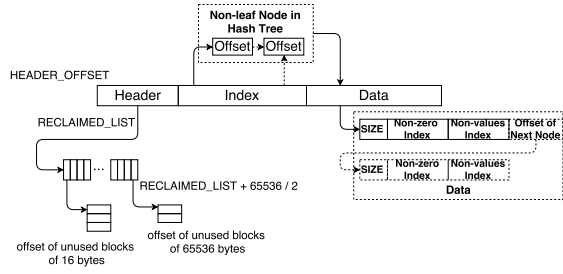 Non-leaf Node in
Hash Tree
Offset Offset
HEADER_OFFSET
Header Index Data
RECLAIMED_LIST
SIZE Non-zero Index Non-values Index Offset of Next Node
...
SIZE Non-zero Index Non-values Index
RECLAIMED_LIST + 65536 / 2
Data
offset of unused blocks
of 16 bytes
offset of unused blocks
of 65536 bytes